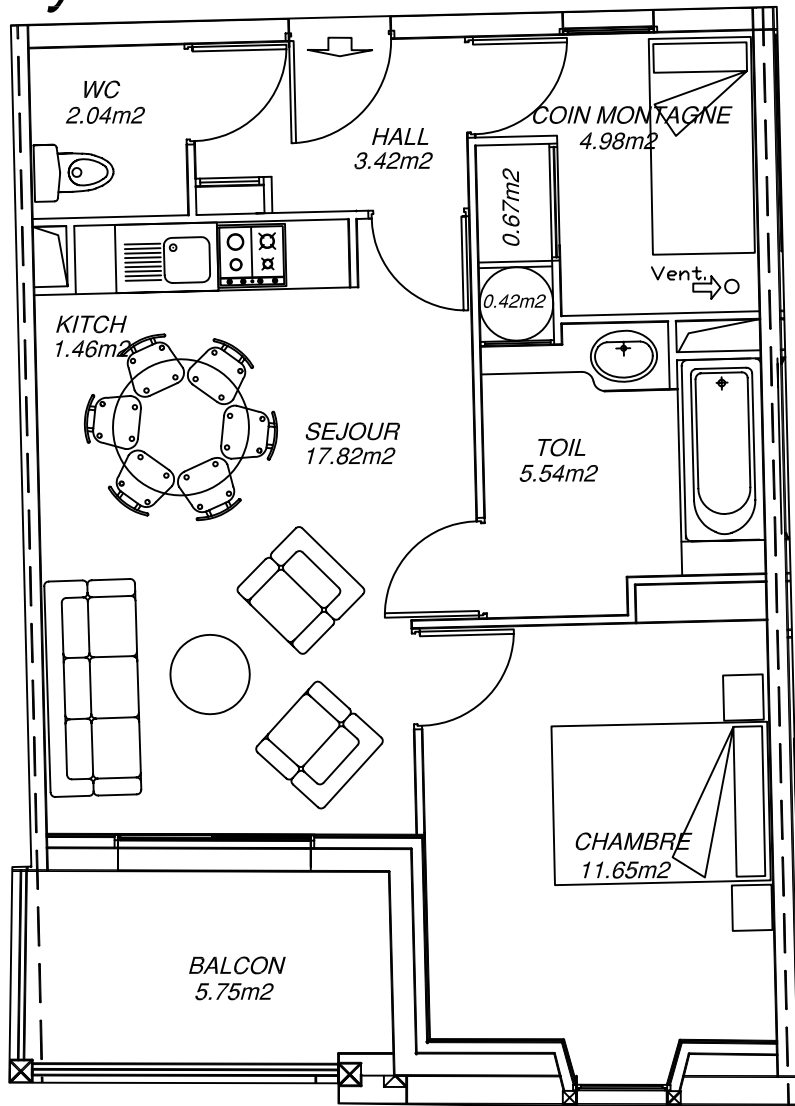 WC
2.04m2
HALL
3.42m2
COIN MONTAGNE
4.98m2
0.67m2
Vent.
0.42m2
KITCH
1.46m2
SEJOUR
17.82m2
TOIL
5.54m2
CHAMBRE
11.65m2
BALCON
5.75m2